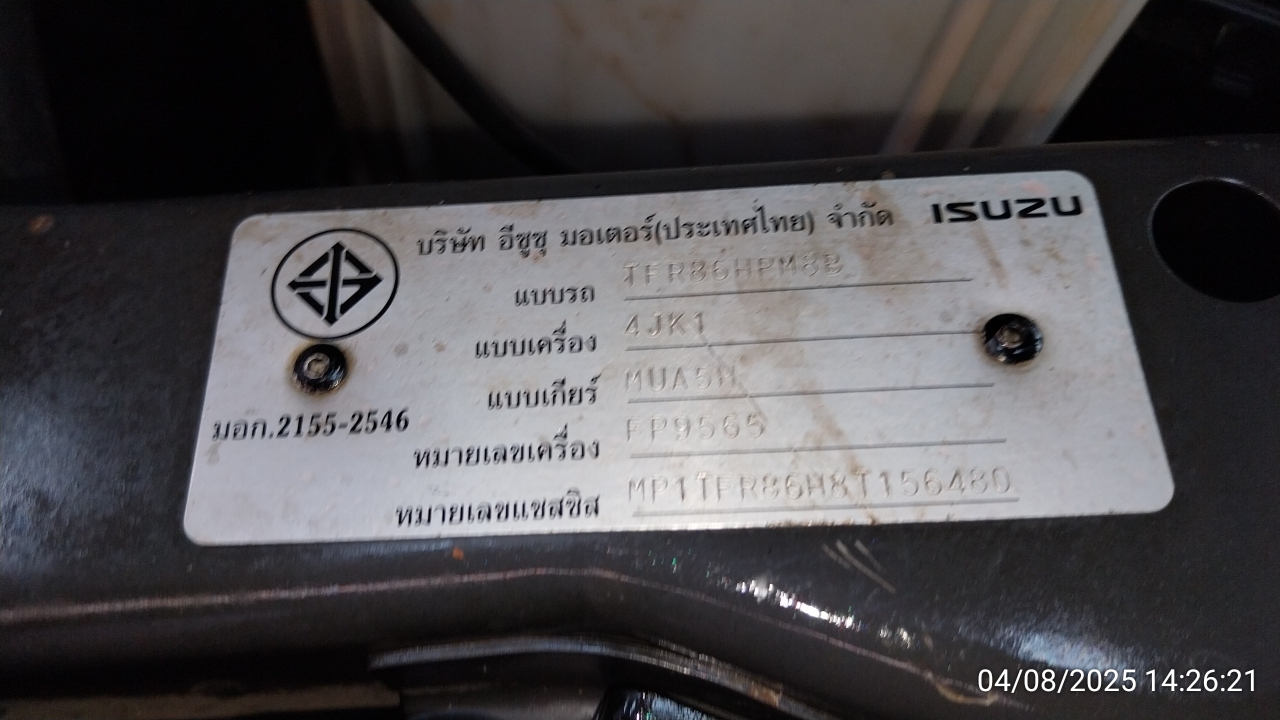 บริษัท อีซูซุ มอเตอร์(ประเทศไทย) จำกัด ISUZU
แบบรถ TFR86HPM8B
แบบเครื่อง 4JK1
แบบเกียร์ MUA5H
มอก.2155-2546
หมายเลขเครื่อง FP9565
หมายเลขแชสซิส MP1TFR86H8T156480
04/08/2025 14:26:21